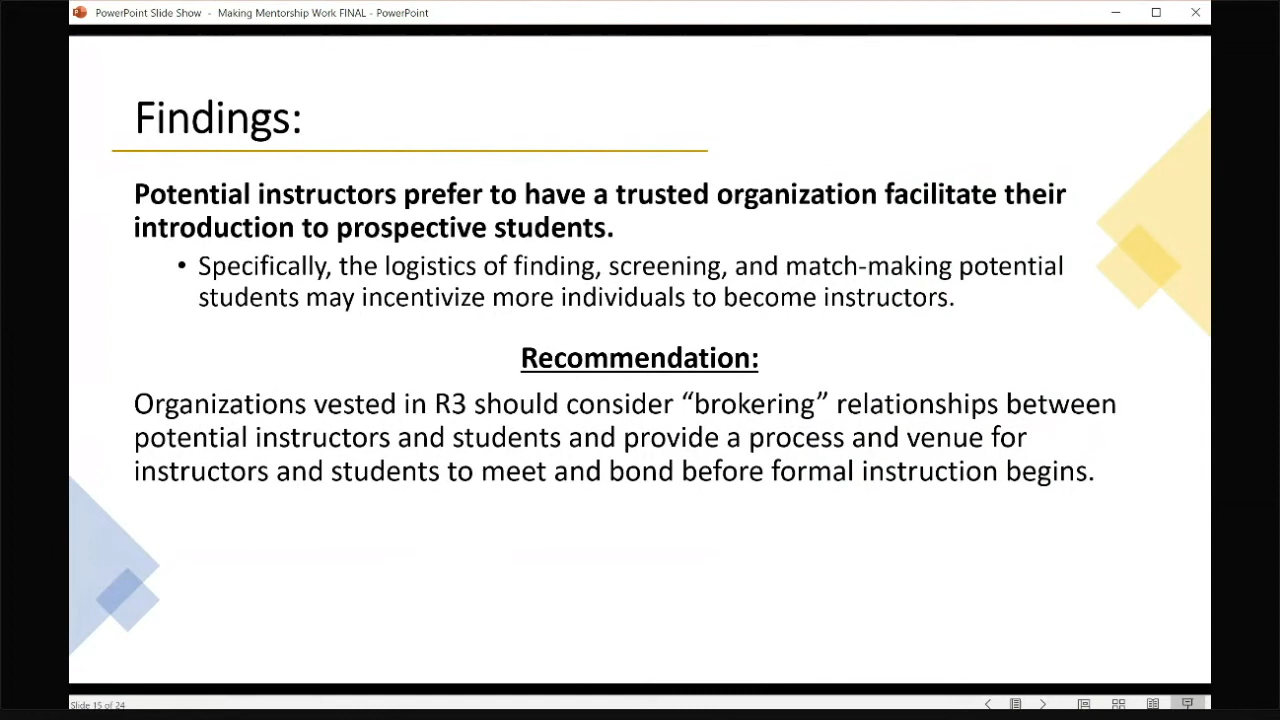 PowerPoint Slide Show - Making Mentorship Work FINAL - PowerPoint
Findings:
Potential instructors prefer to have a trusted organization facilitate their
introduction to prospective students.
• Specifically, the logistics of finding, screening, and match-making potential
students may incentivize more individuals to become instructors.
Recommendation:
Organizations vested in R3 should consider “brokering” relationships between
potential instructors and students and provide a process and venue for
instructors and students to meet and bond before formal instruction begins.
Slide 15 of 24